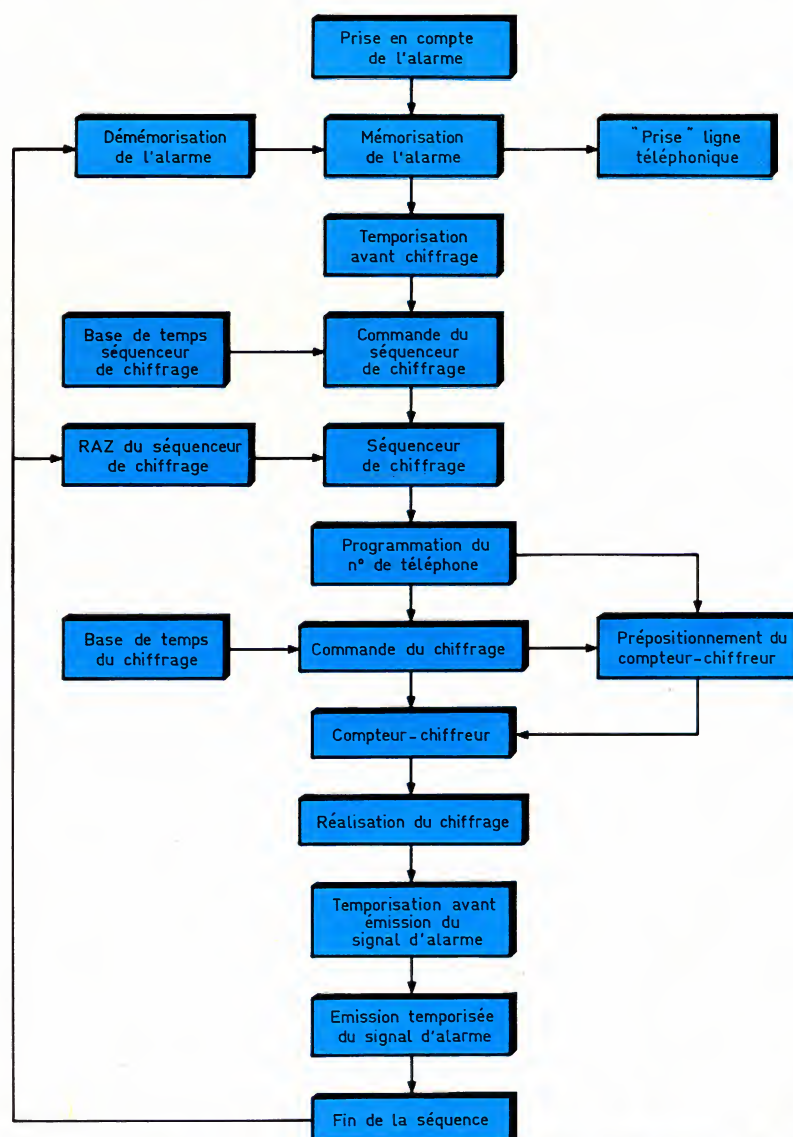 Prise en compte
de l'alarme
Démémorisation
de l'alarme
Mémorisation
de l'alarme
"Prise" ligne
téléphonique
Temporisation
avant chiffrage
Base de temps
séquenceur
de chiffrage
Commande du
séquenceur
de chiffrage
RAZ du séquenceur
de chiffrage
Séquenceur
de chiffrage
Programmation du
n° de téléphone
Base de temps
du chiffrage
Commande du chiffrage
Prépositionnement du
compteur-chiffreur
Compteur-chiffreur
Réalisation du chiffrage
Temporisation avant
émission du
signal d'alarme
Emission temporisée
du signal d'alarme
Fin de la séquence